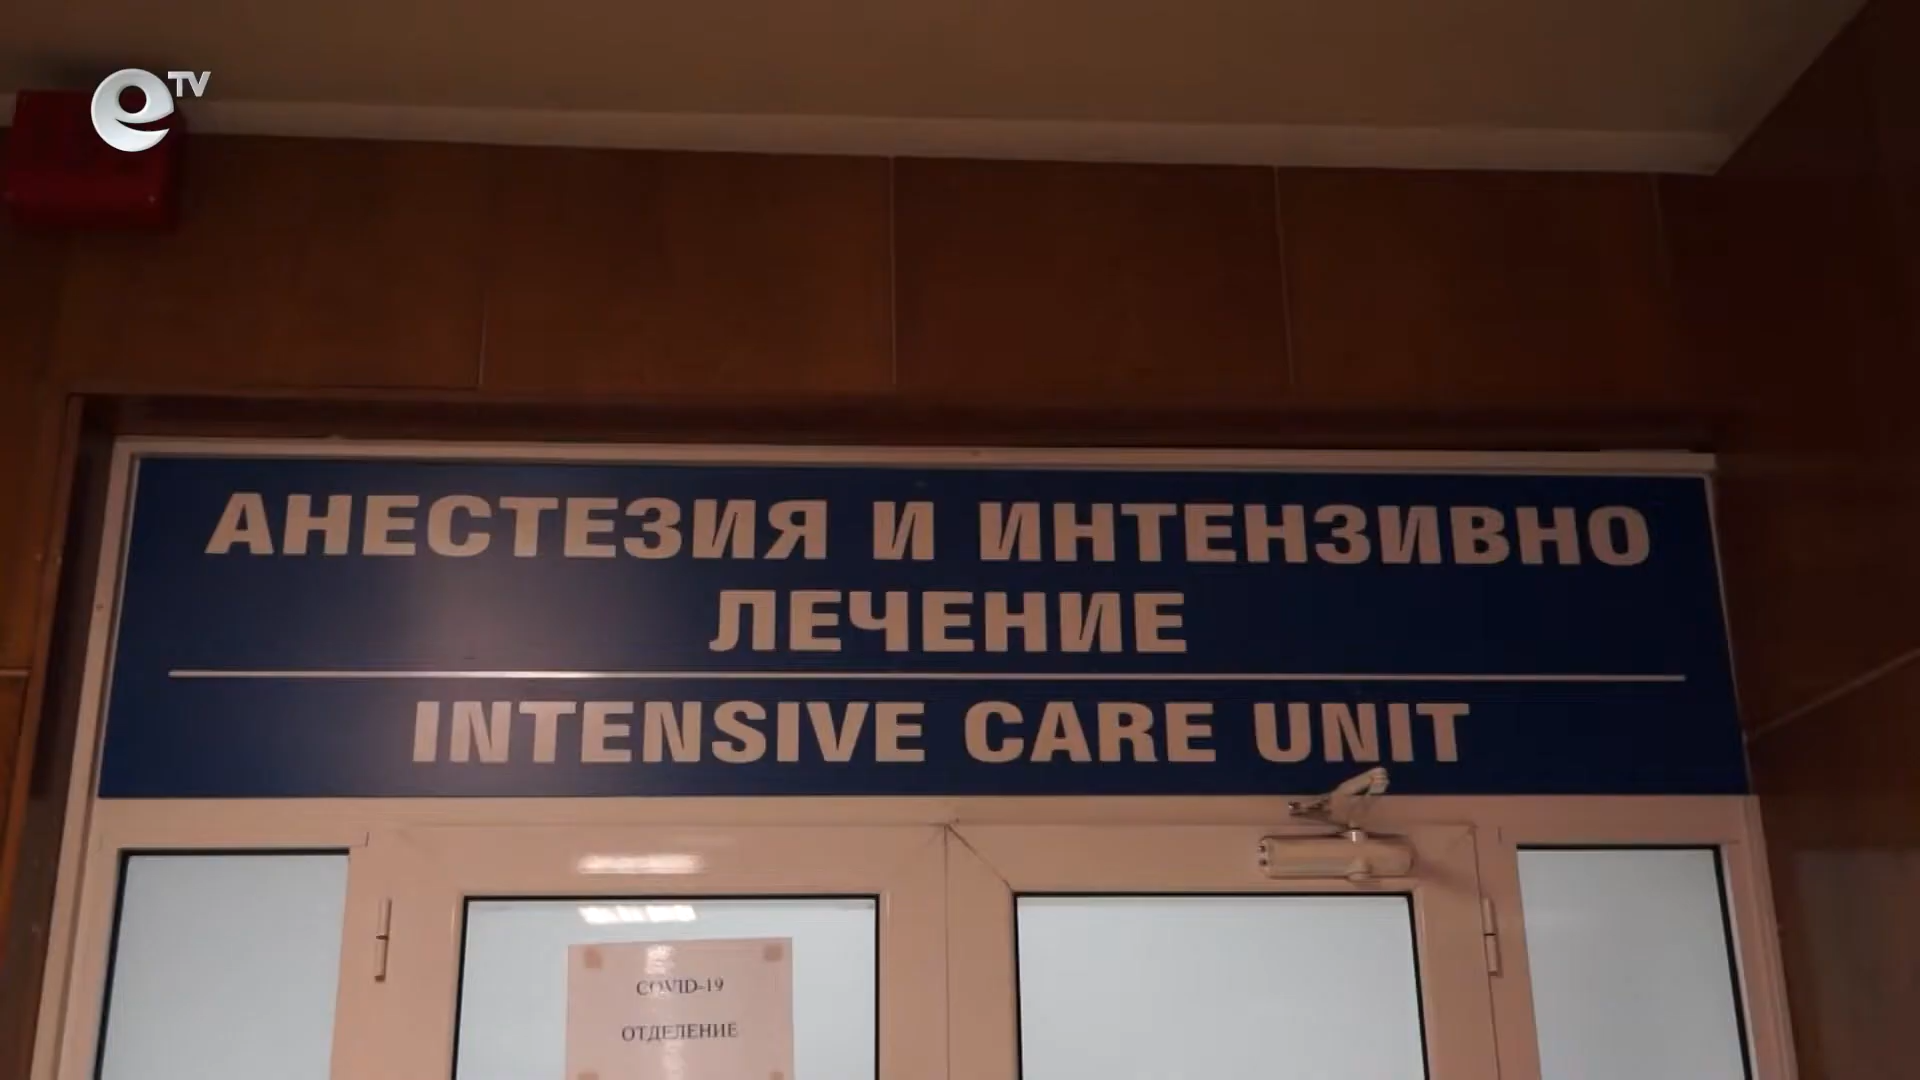 eTV
АНЕСТЕЗИЯ И ИНТЕНЗИВНО
ЛЕЧЕНИЕ
INTENSIVE CARE UNIT
COVID-19
ОТДЕЛЕНИЕ